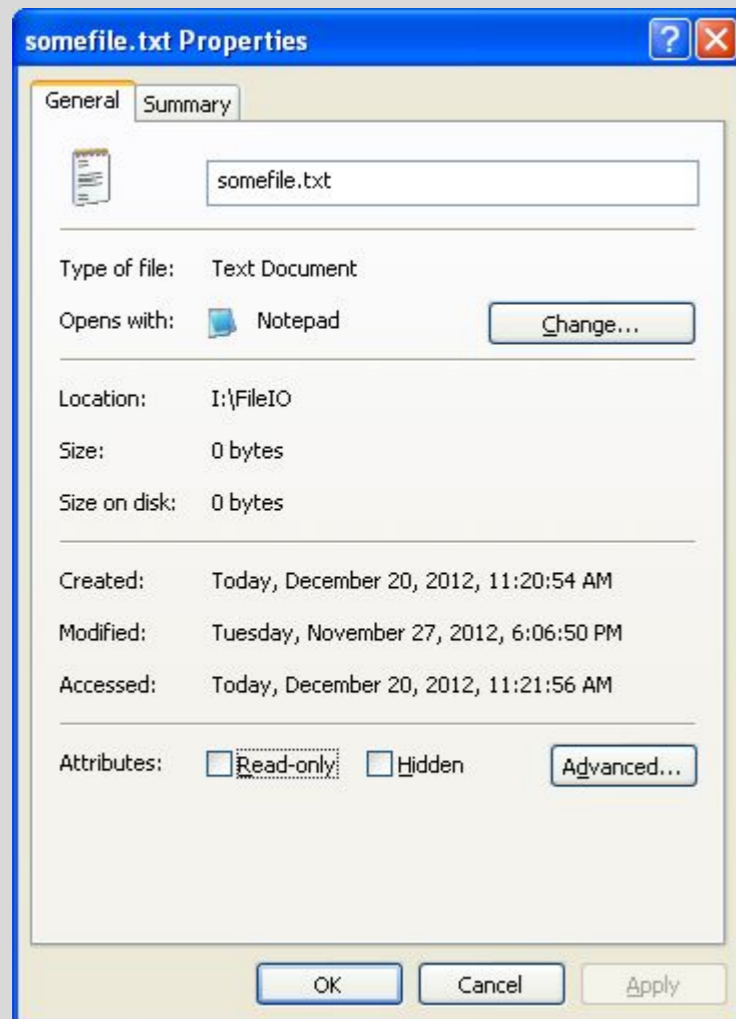 somefile.txt Properties
General Summary
somefile.txt
Type of file: Text Document
Opens with: Notepad Change...
Location: I:\FileIO
Size: 0 bytes
Size on disk: 0 bytes
Created: Today, December 20, 2012, 11:20:54 AM
Modified: Tuesday, November 27, 2012, 6:06:50 PM
Accessed: Today, December 20, 2012, 11:21:56 AM
Attributes: Read-only Hidden Advanced...
OK Cancel Apply